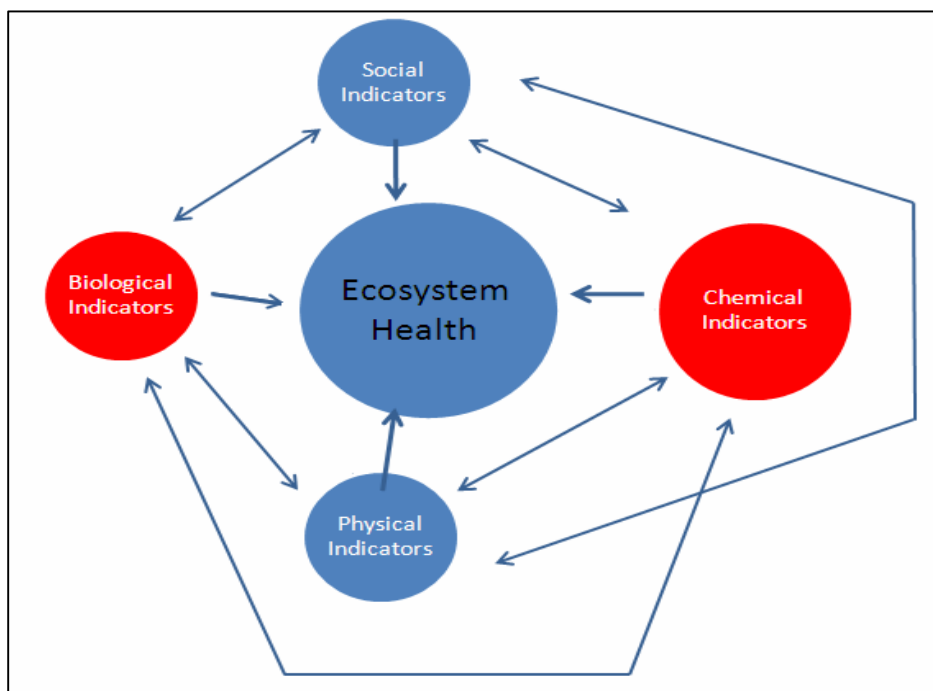 Social
Indicators
Biological
Indicators
Ecosystem
Health
Chemical
Indicators
Physical
Indicators